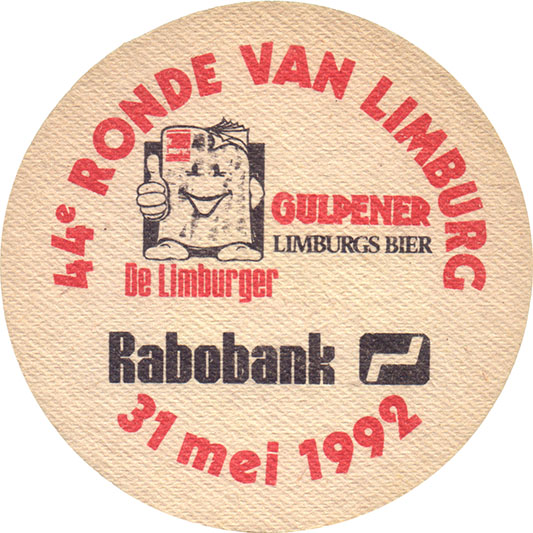 44e RONDE VAN LIMBURG
GULPENER
LIMBURGS BIER
De Limburger
Rabobank
31 mei 1992